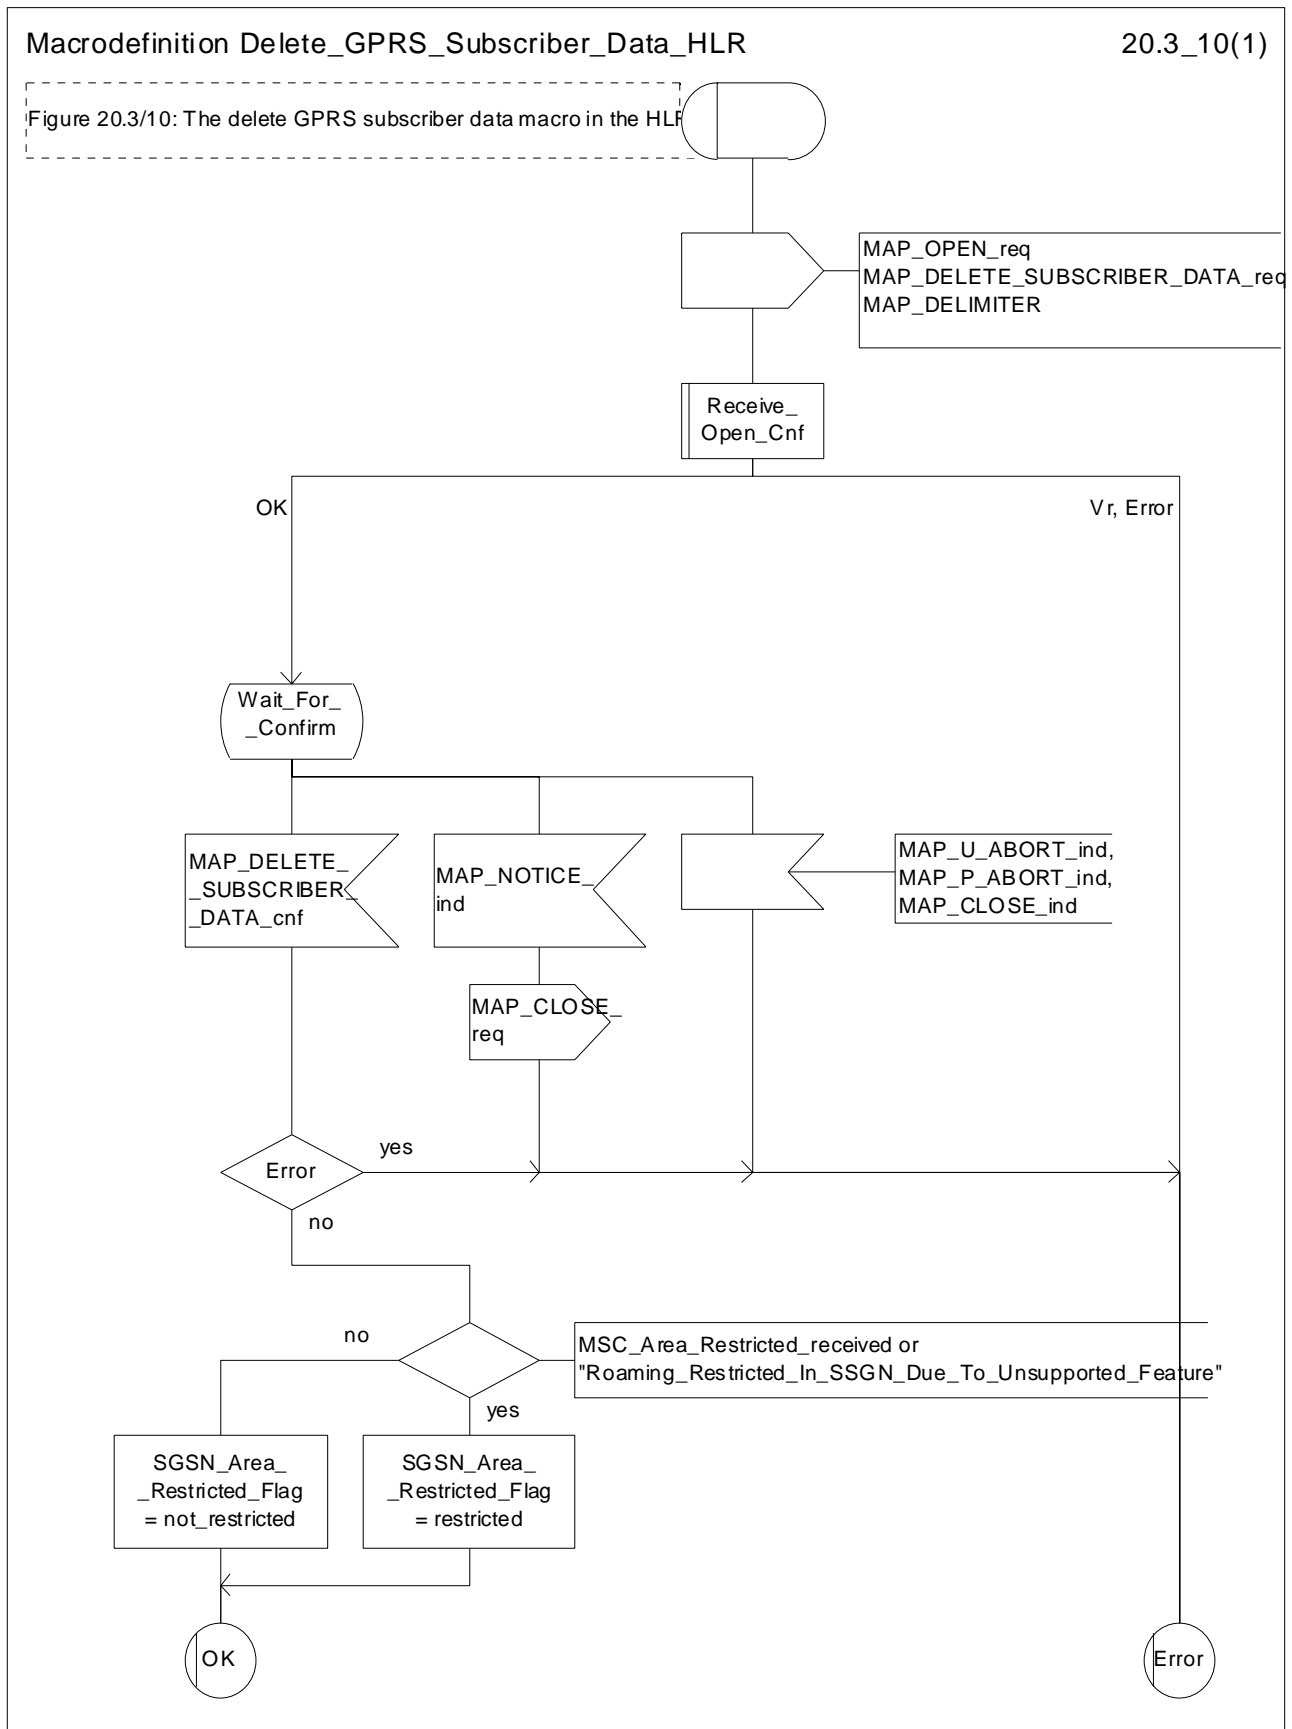 Macrodefinition Delete_GPRS_Subscriber_Data_HLR
20.3_10(1)
Figure 20.3/10: The delete GPRS subscriber data macro in the HLR
MAP_OPEN_req
MAP_DELETE_SUBSCRIBER_DATA_req
MAP_DELIMITER
Receive_
Open_Cnf
OK
Vr, Error
Wait_For_
_Confirm
MAP_DELETE_
_SUBSCRIBER_
_DATA_cnf
MAP_NOTICE_
ind
MAP_U_ABORT_ind,
MAP_P_ABORT_ind,
MAP_CLOSE_ind
MAP_CLOSE_
req
Error
yes
no
no
MSC_Area_Restricted_received or
"Roaming_Restricted_In_SSGN_Due_To_Unsupported_Feature"
yes
SGSN_Area_
_Restricted_Flag
= not_restricted
SGSN_Area_
_Restricted_Flag
= restricted
OK
Error